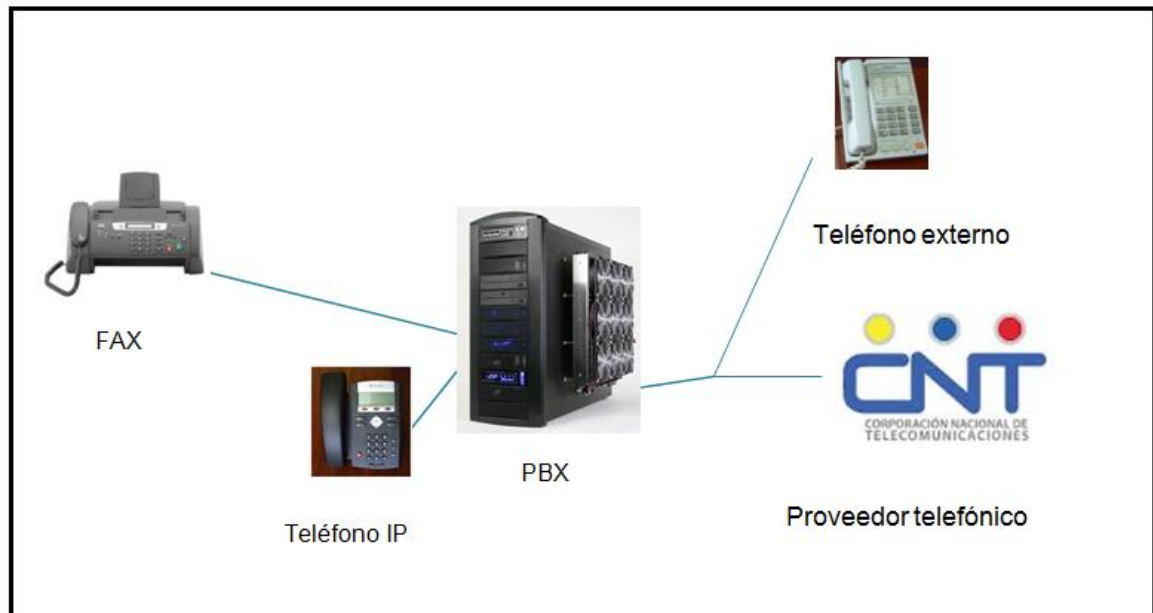 Teléfono externo
FAX
CNT
CORPORACIÓN NACIONAL DE
TELECOMUNICACIONES
PBX
Proveedor telefónico
Teléfono IP